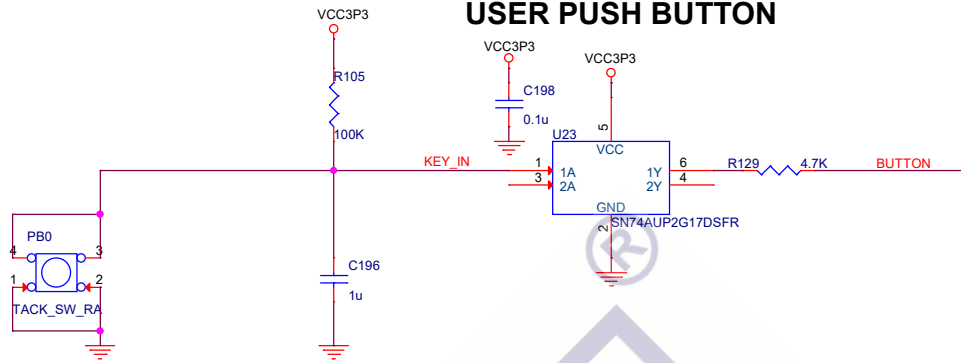 USER PUSH BUTTON
VCC3P3
R105
100K
VCC3P3
C198
0.1u
VCC3P3
U23
5
VCC
KEY_IN
1
1A
1Y
6
3
2A
2Y
4
GND
2
SN74AUP2G17DSFR
R129
4.7K
BUTTON
PB0
4
3
1
2
TACK_SW_RA
C196
1u
®